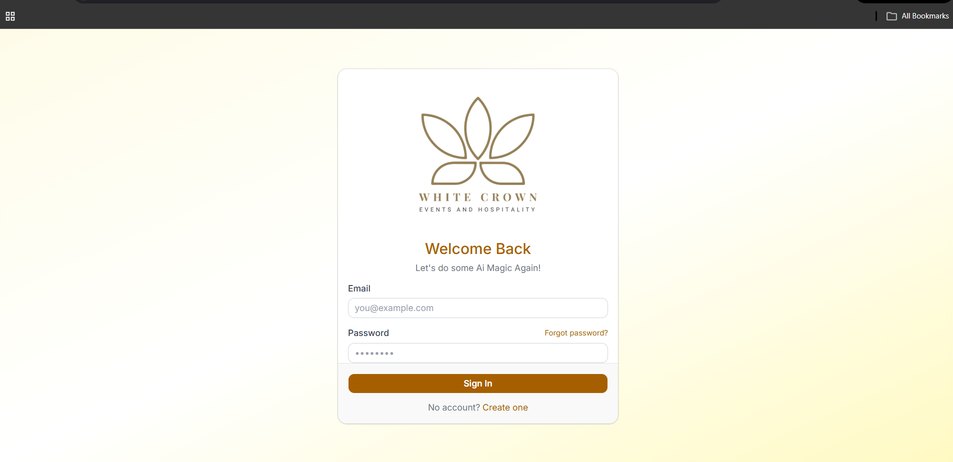 All Bookmarks
WHITE CROWN
EVENTS AND HOSPITALITY
Welcome Back
Let's do some Ai Magic Again!
Email
you@example.com
Password Forgot password?
••••••••
Sign In
No account? Create one